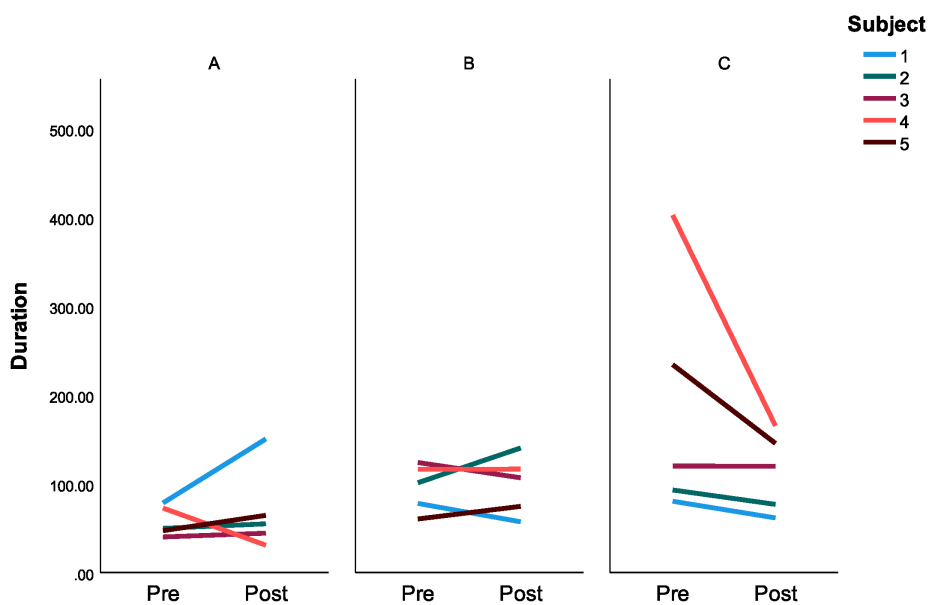 Subject
1
2
3
4
5
A
B
C
500.00
400.00
300.00
200.00
100.00
.00
Duration
Pre Post
Pre Post
Pre Post